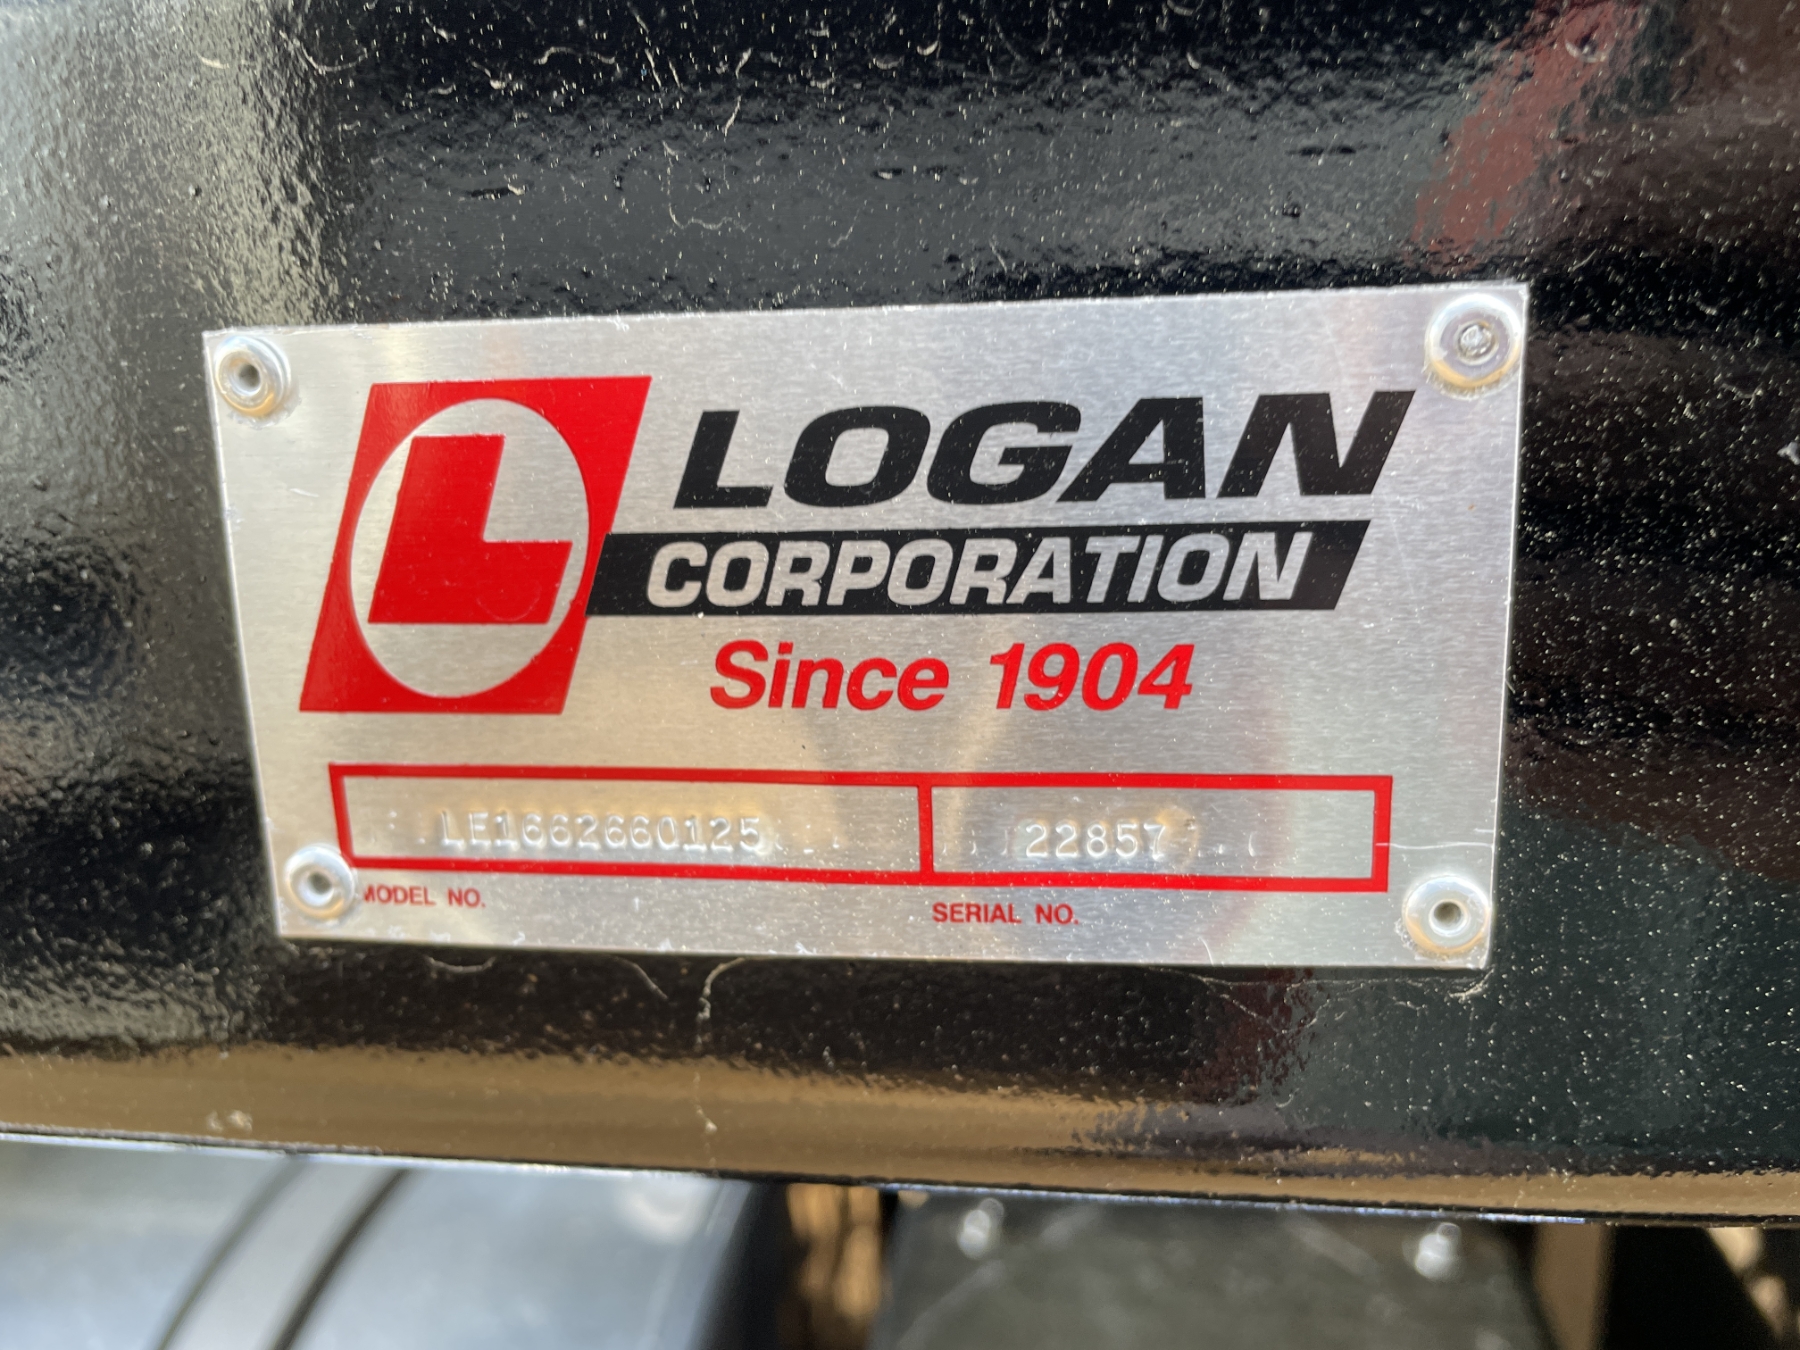 L
LOGAN
CORPORATION
Since 1904
LE1662660125
22857
MODEL NO.
SERIAL NO.